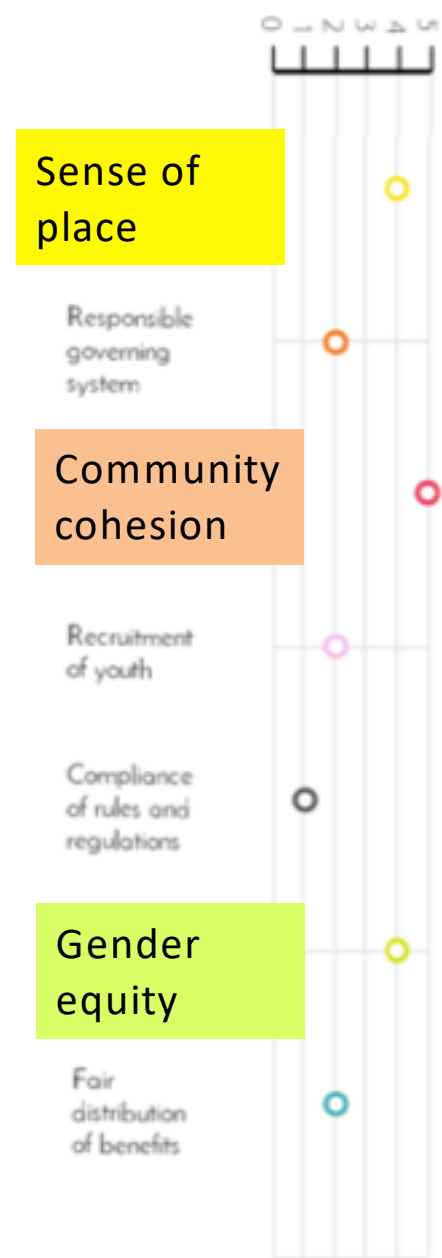 0 1 2 3 4 5
Sense of
place
Responsible
governing
system
Community
cohesion
Recruitment
of youth
Compliance
of rules and
regulations
Gender
equity
Fair
distribution
of benefits